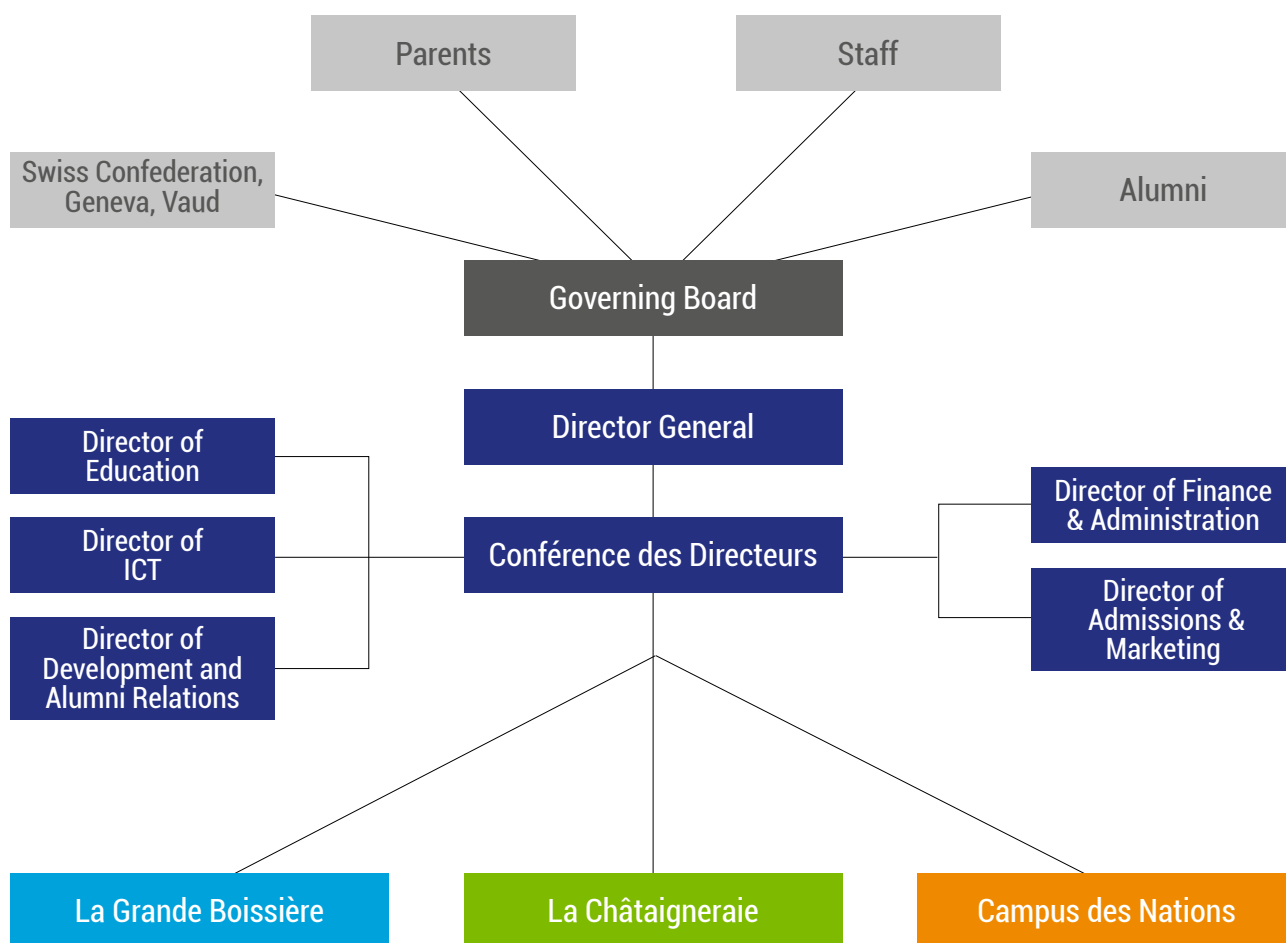 Parents
Staff
Swiss Confederation,
Geneva, Vaud
Alumni
Governing Board
Director General
Director of
Education
Director of Finance
& Administration
Director of
ICT
Conférence des Directeurs
Director of
Admissions &
Marketing
Director of
Development and
Alumni Relations
La Grande Boissière
La Châtaigneraie
Campus des Nations